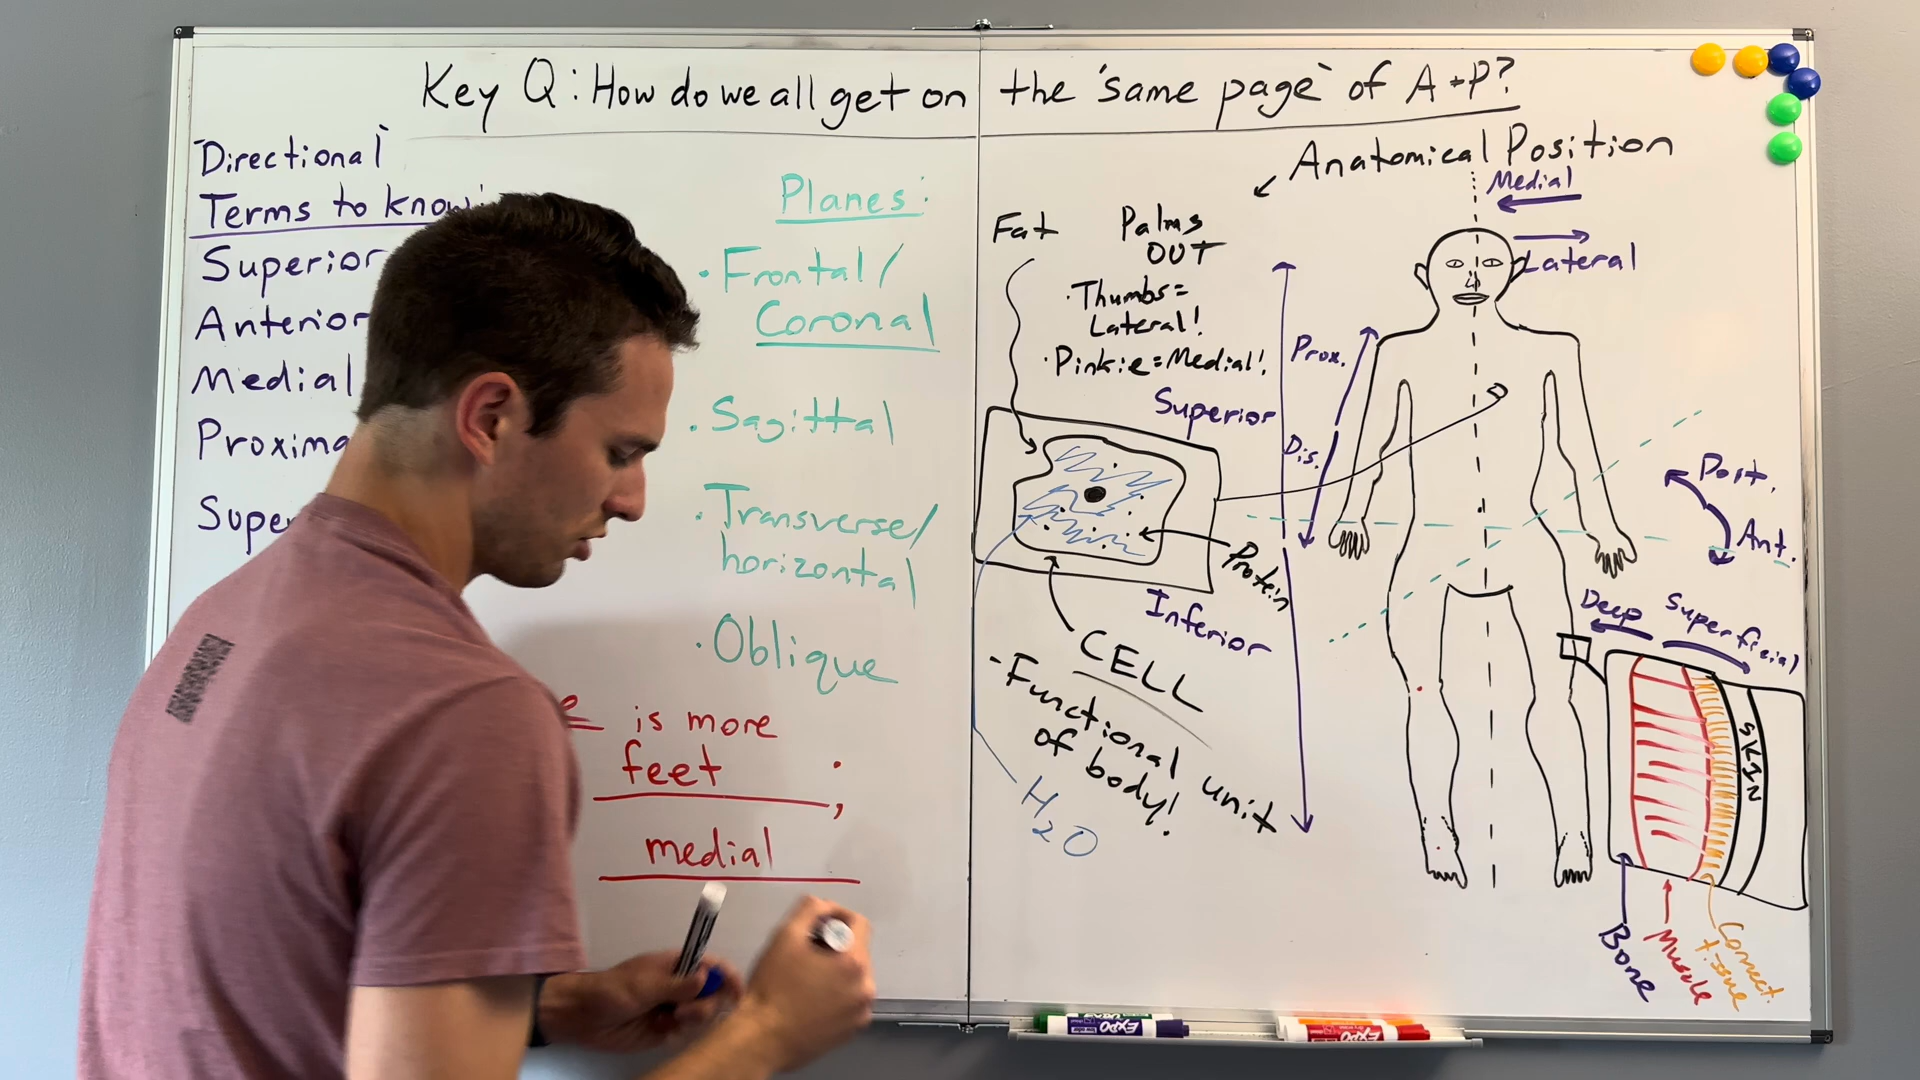 Key Q: How do we all get on the 'same page' of A+P?
Directional
Terms to know:
Superior
Anterior
Medial
Planes:
• Frontal/
Coronal
• Sagittal
• Transverse/
horizontal
• Oblique
is more
feet ;
medial
Anatomical Position
Medial
Lateral
Fat
Palms
OUT
• Thumbs=
Lateral!
• Pinkie=Medial!
Prox.
Superior
Dis.
Protein
Inferior
CELL
- Functional unit
of body!
H2O
Post.
Ant.
Deep
Superficial
SKIN
Bone
Muscle
Connect.
tissue
EXPO
EXPO